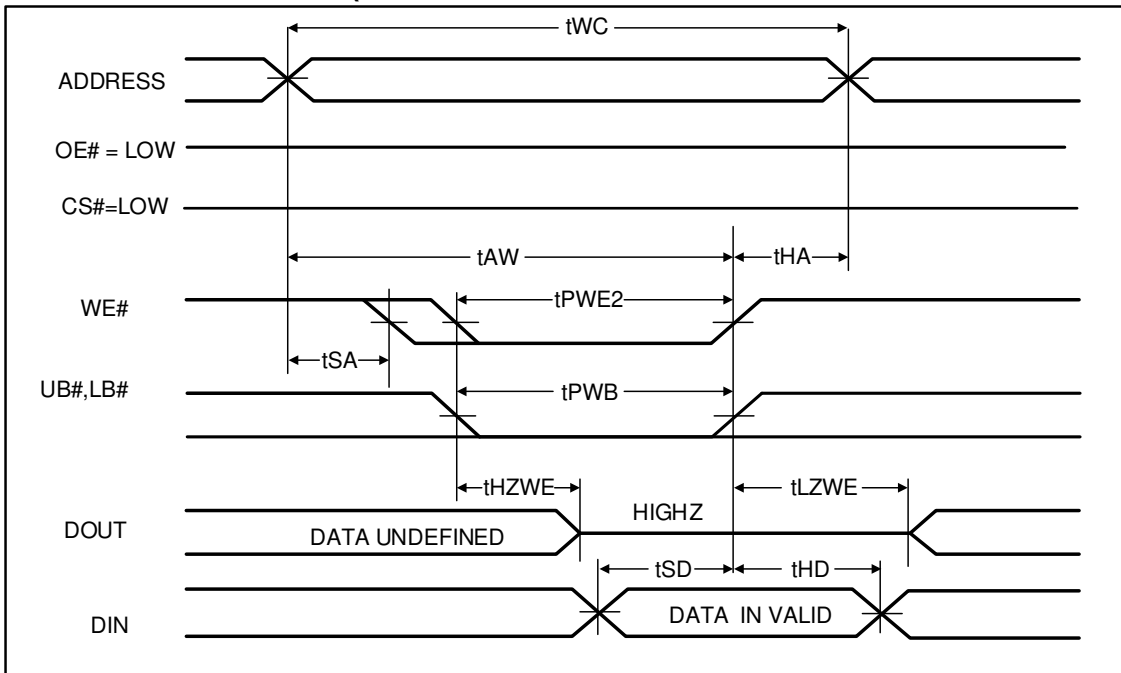 tWC
ADDRESS
OE# = LOW
CS#=LOW
tAW
tHA
WE#
tPWE2
tSA
UB#,LB#
tPWB
tHZWE
tLZWE
DOUT
DATA UNDEFINED
HIGHZ
tSD
tHD
DIN
DATA IN VALID